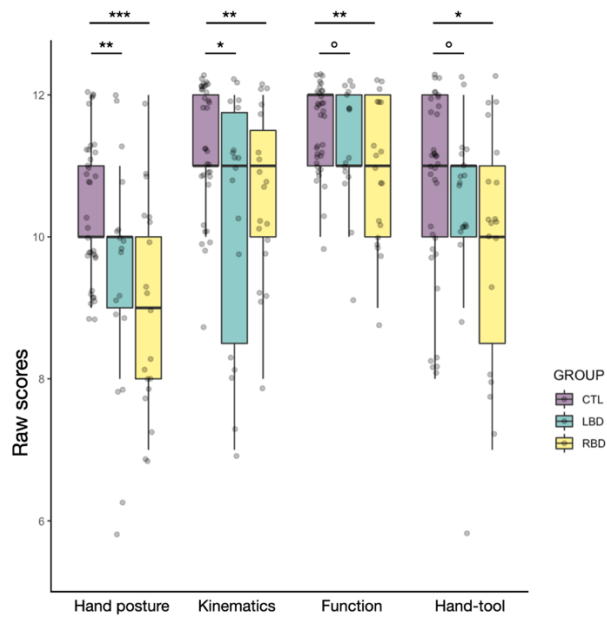 *** ** ** *
** * ° °
12
10
8
6
Raw scores
GROUP
CTL
LBD
RBD
Hand posture Kinematics Function Hand-tool